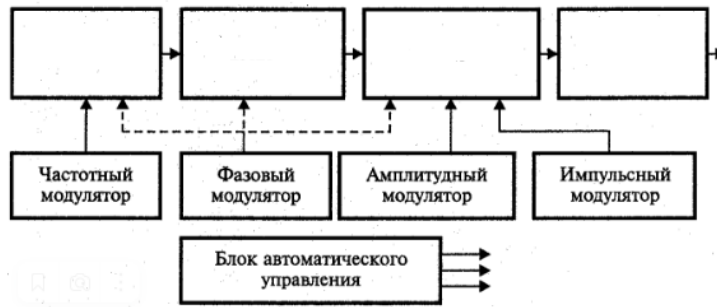 Частотный
модулятор
Фазовый
модулятор
Амплитудный
модулятор
Импульсный
модулятор
Блок автоматического
управления